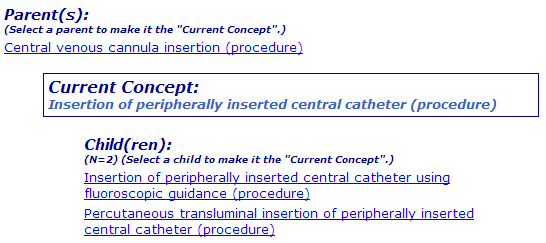 Parent(s):
(Select a parent to make it the "Current Concept".)
Central venous cannula insertion (procedure)
Current Concept:
Insertion of peripherally inserted central catheter (procedure)
Child(ren):
(N=2) (Select a child to make it the "Current Concept".)
Insertion of peripherally inserted central catheter using
fluoroscopic guidance (procedure)
Percutaneous transluminal insertion of peripherally inserted
central catheter (procedure)